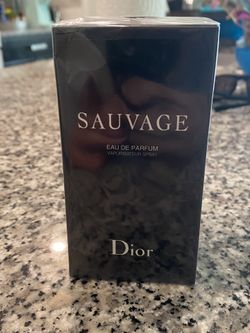 SAUVAGE
EAU DE PARFUM
VAPORISATEUR SPRAY
Dior